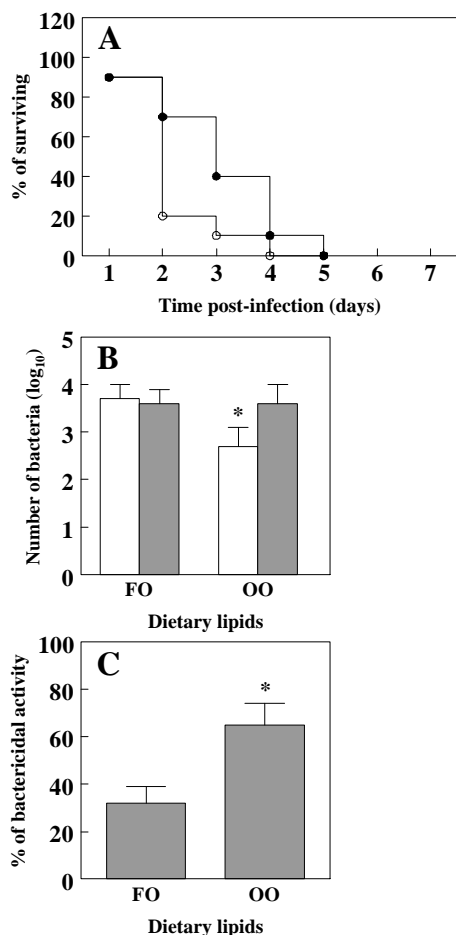 A
% of surviving
120
100
80
60
40
20
0
1 2 3 4 5 6 7
Time post-infection (days)
B
Number of bacteria (log10)
5
4
3
2
1
0
*
FO OO
Dietary lipids
C
% of bactericidal activity
100
80
60
40
20
0
*
FO OO
Dietary lipids